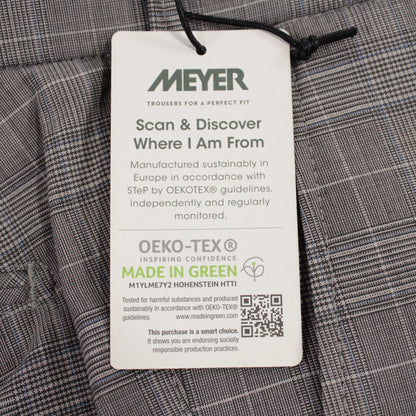 MEYER
TROUSERS FOR A PERFECT FIT
Scan & Discover
Where I Am From
Manufactured sustainably in
Europe in accordance with
STeP by OEKOTEX® guidelines,
independently and regularly
monitored.
OEKO-TEX®
INSPIRING CONFIDENCE
MADE IN GREEN
M1YLME7Y2 HOHENSTEIN HTTI
Tested for harmful substances and produced
sustainably in accordance with OEKO-TEX®
guidelines. www.madeingreen.com
This purchase is a smart choice.
It shows you are endorsing socially
responsible production practices.